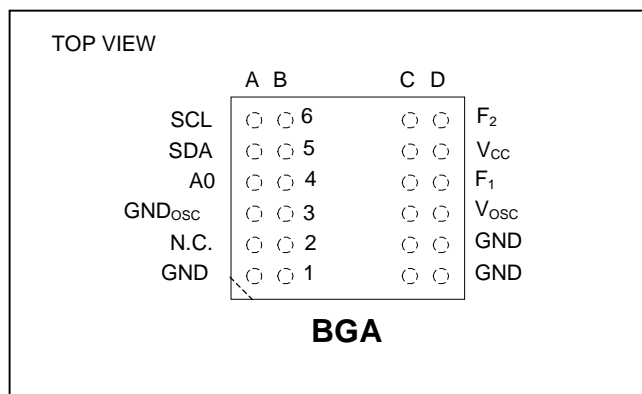 TOP VIEW
A B C D
SCL 6 F2
SDA 5 VCC
A0 4 F1
GNDOSC 3 VOSC
N.C. 2 GND
GND 1 GND
BGA